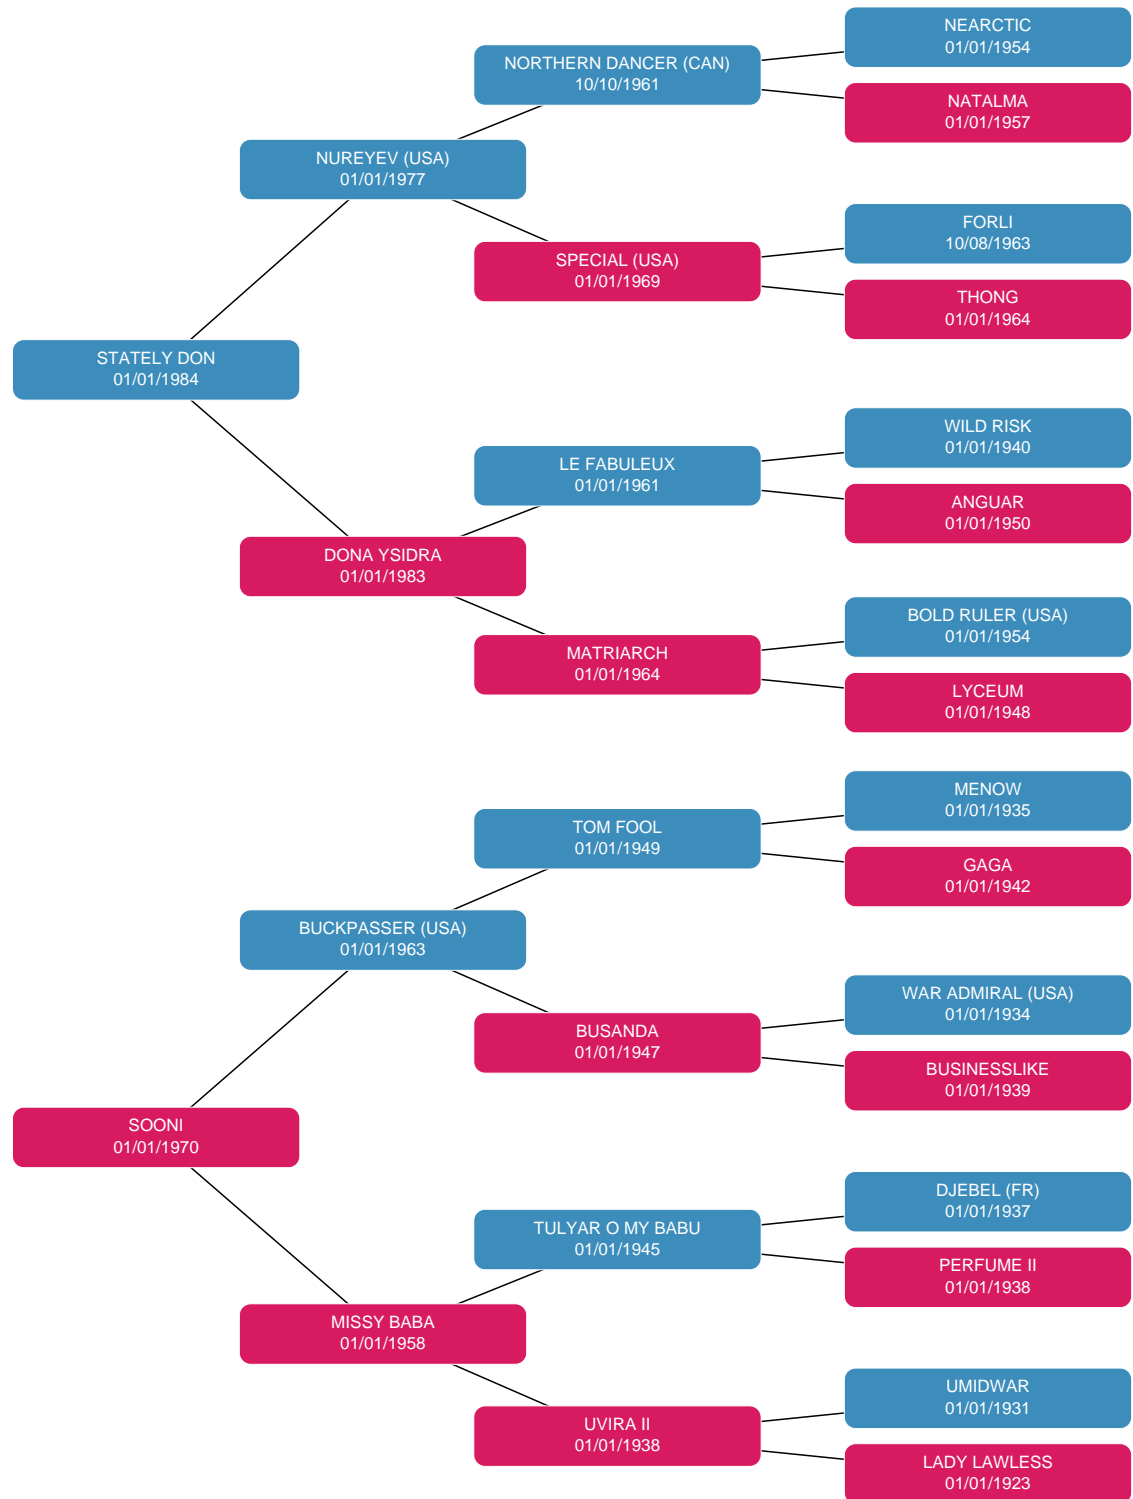 NEARCTIC
01/01/1954
NORTHERN DANCER (CAN)
10/10/1961
NATALMA
01/01/1957
NUREYEV (USA)
01/01/1977
FORLI
10/08/1963
SPECIAL (USA)
01/01/1969
THONG
01/01/1964
STATELY DON
01/01/1984
WILD RISK
01/01/1940
LE FABULEUX
01/01/1961
ANGUAR
01/01/1950
DONA YSIDRA
01/01/1983
BOLD RULER (USA)
01/01/1954
MATRIARCH
01/01/1964
LYCEUM
01/01/1948
MENOW
01/01/1935
TOM FOOL
01/01/1949
GAGA
01/01/1942
BUCKPASSER (USA)
01/01/1963
WAR ADMIRAL (USA)
01/01/1934
BUSANDA
01/01/1947
BUSINESSLIKE
01/01/1939
SOONI
01/01/1970
DJEBEL (FR)
01/01/1937
TULYAR O MY BABU
01/01/1945
PERFUME II
01/01/1938
MISSY BABA
01/01/1958
UMIDWAR
01/01/1931
UVIRA II
01/01/1938
LADY LAWLESS
01/01/1923